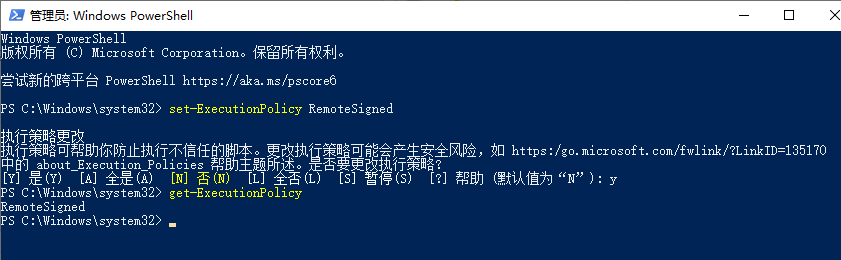 管理员: Windows PowerShell
Windows PowerShell
版权所有 (C) Microsoft Corporation。保留所有权利。
尝试新的跨平台 PowerShell https://aka.ms/pscore6
PS C:\Windows\system32> set-ExecutionPolicy RemoteSigned
执行策略更改
执行策略可帮助你防止执行不信任的脚本。更改执行策略可能会产生安全风险，如 https:/go.microsoft.com/fwlink/?LinkID=135170
中的 about_Execution_Policies 帮助主题所述。是否要更改执行策略?
[Y] 是(Y)  [A] 全是(A)  [N] 否(N)  [L] 全否(L)  [S] 暂停(S)  [?] 帮助 (默认值为“N”): y
PS C:\Windows\system32> get-ExecutionPolicy
RemoteSigned
PS C:\Windows\system32>